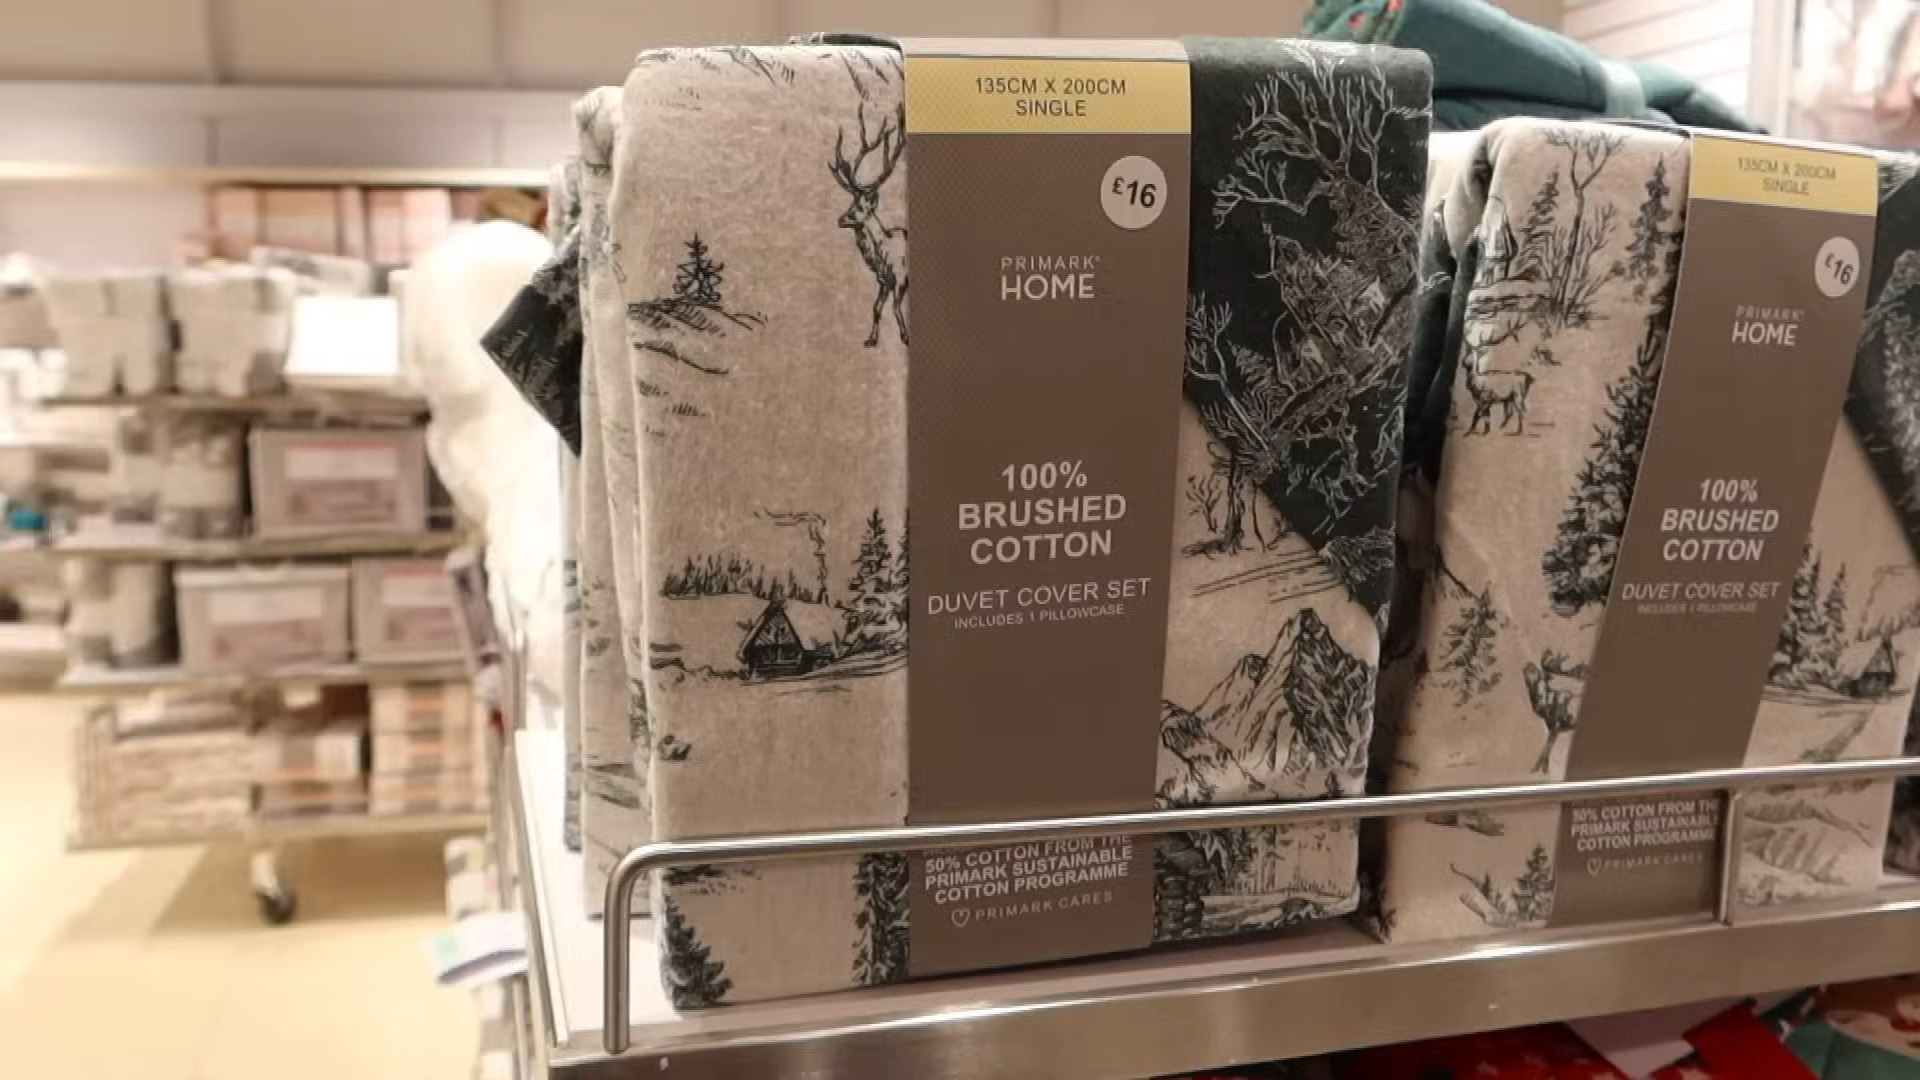 135CM X 200CM
SINGLE
£16
PRIMARK
HOME
100%
BRUSHED
COTTON
DUVET COVER SET
INCLUDES 1 PILLOWCASE
50% COTTON FROM THE
PRIMARK SUSTAINABLE
COTTON PROGRAMME
PRIMARK CARES
135CM X 200CM
SINGLE
£16
PRIMARK
HOME
100%
BRUSHED
COTTON
DUVET COVER SET
INCLUDES 1 PILLOWCASE
50% COTTON FROM TH
PRIMARK SUSTAINABL
COTTON PROGRAMME
PRIMARK CARES